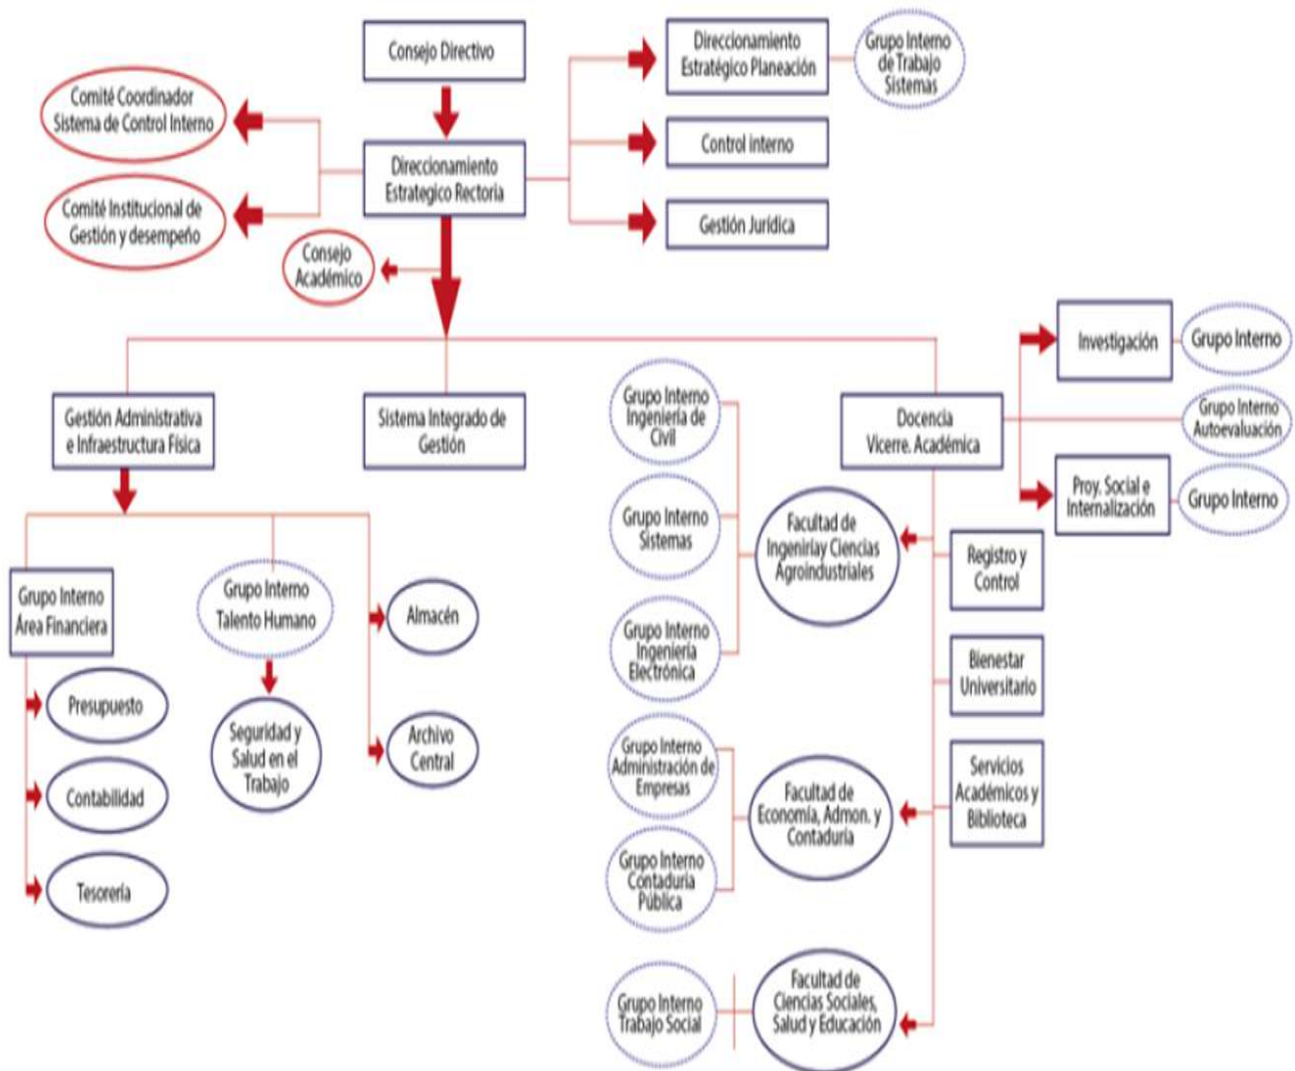 Consejo Directivo
Direccionamiento
Estratégico Planeación
Grupo Interno
de Trabajo
Sistemas
Comité Coordinador
Sistema de Control Interno
Control interno
Direccionamiento
Estrategico Rectoria
Comité Institucional de
Gestión y desempeño
Gestión Jurídica
Consejo
Académico
Investigación
Grupo Interno
Gestión Administrativa
e Infraestructura Física
Sistema Integrado de
Gestión
Grupo Interno
Ingeniería de
Civil
Docencia
Vicerre. Académica
Grupo Interno
Autoevaluación
Proy. Social e
Internalización
Grupo Interno
Grupo Interno
Sistemas
Facultad de
Ingeniríay Ciencias
Agroindustriales
Registro y
Control
Grupo Interno
Área Financiera
Grupo Interno
Talento Humano
Almacén
Grupo Interno
Ingeniería
Electrónica
Bienestar
Universitario
Presupuesto
Seguridad y
Salud en el
Trabajo
Archivo
Central
Grupo Interno
Administración de
Empresas
Facultad de
Economía, Admon. y
Contaduría
Servicios
Académicos y
Biblioteca
Contabilidad
Grupo Interno
Contaduría
Pública
Tesorería
Grupo Interno
Trabajo Social
Facultad de
Ciencias Sociales,
Salud y Educación